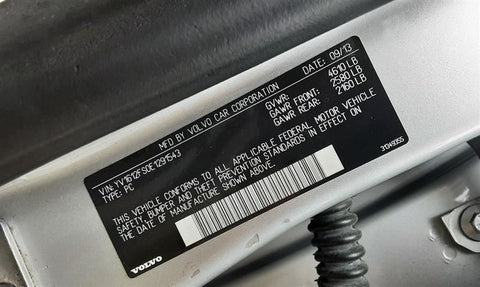 MFD BY VOLVO CAR CORPORATION
DATE: 09/13
GVWR: 4610 LB
GAWR FRONT: 2580 LB
GAWR REAR: 2160 LB
VIN: YV1612FS0E1291543
TYPE: PC
THIS VEHICLE CONFORMS TO ALL APPLICABLE FEDERAL MOTOR VEHICLE
SAFETY, BUMPER AND THEFT PREVENTION STANDARDS IN EFFECT ON THE
DATE OF MANUFACTURE SHOWN ABOVE.
VOLVO